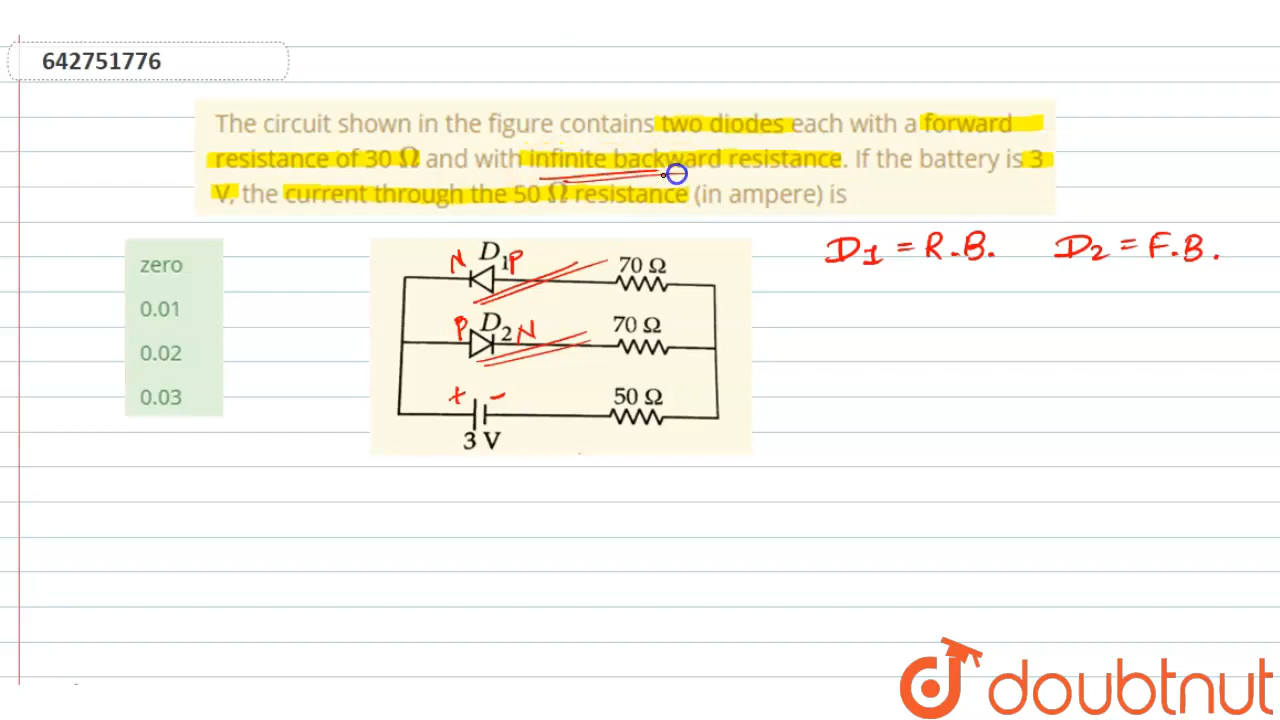 642751776
The circuit shown in the figure contains two diodes each with a forward
resistance of 30 Ω and with infinite backward resistance. If the battery is 3
V, the current through the 50 Ω resistance (in ampere) is
zero
0.01
0.02
0.03
N D1 P 70 Ω
P D2 N 70 Ω
+ - 50 Ω
3 V
D1 = R.B. D2 = F.B.
doubtnut